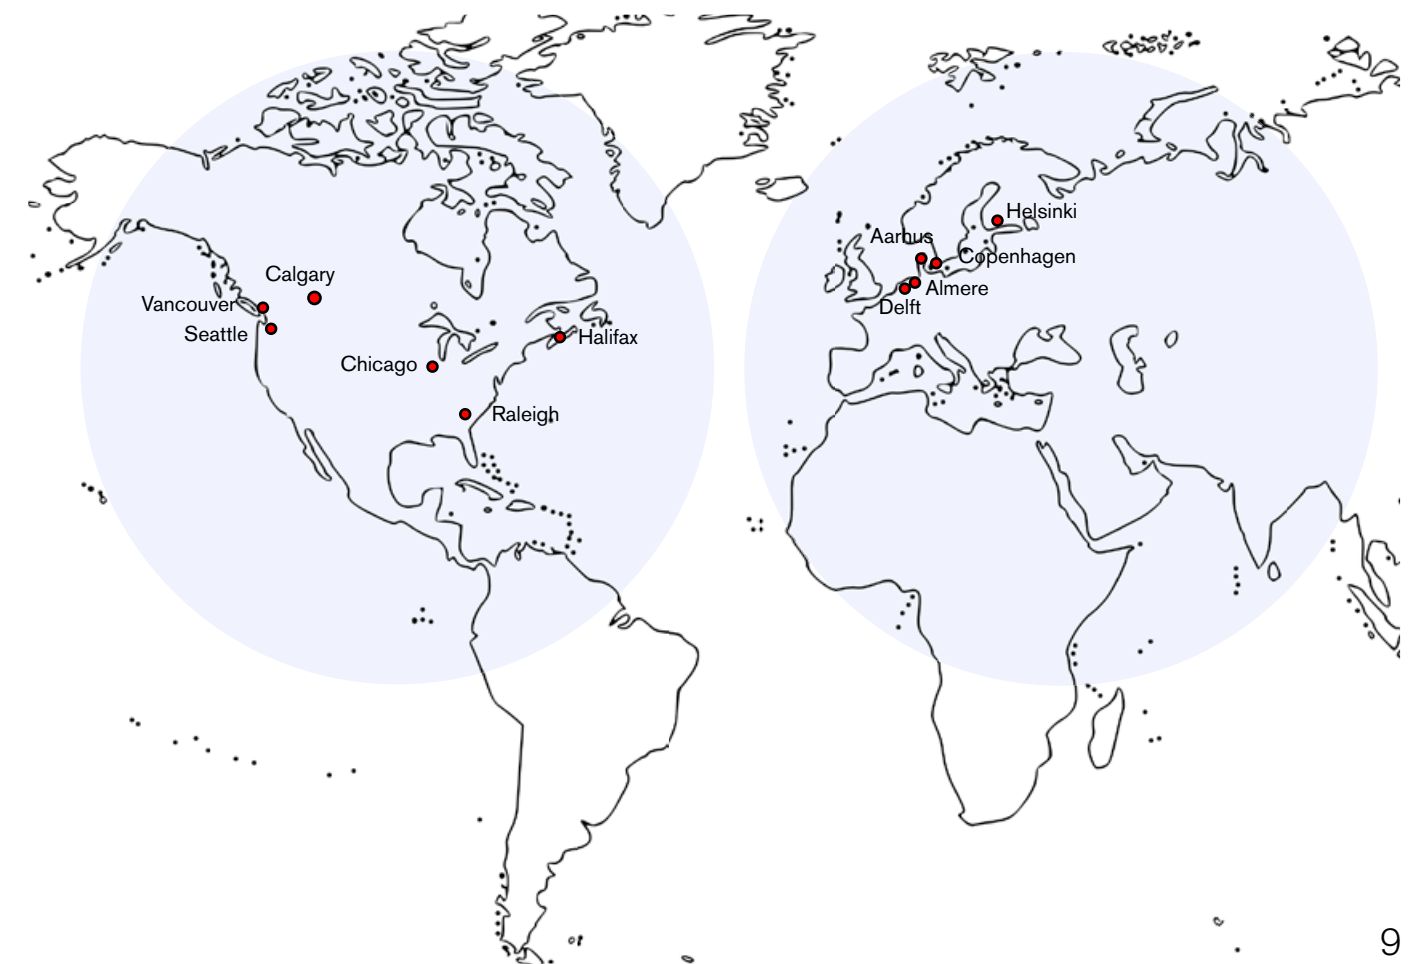 Helsinki
Aarhus
Copenhagen
Calgary
Almere
Vancouver
Delft
Seattle
Halifax
Chicago
Raleigh
9